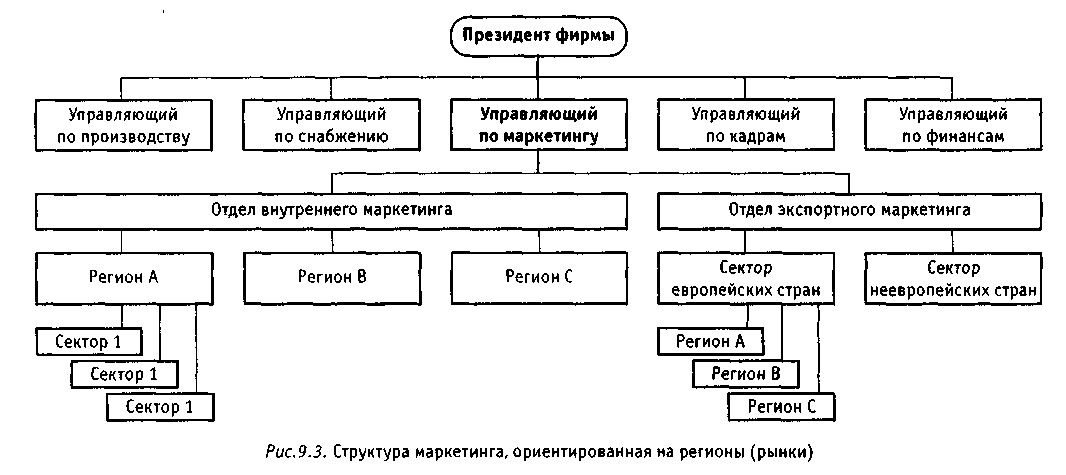 Президент фирмы
Управляющий
по производству
Управляющий
по снабжению
Управляющий
по маркетингу
Управляющий
по кадрам
Управляющий
по финансам
Отдел внутреннего маркетинга
Отдел экспортного маркетинга
Регион А
Регион В
Регион С
Сектор
европейских стран
Сектор
неевропейских стран
Сектор 1
Сектор 1
Сектор 1
Регион А
Регион В
Регион С
Рис.9.3. Структура маркетинга, ориентированная на регионы (рынки)